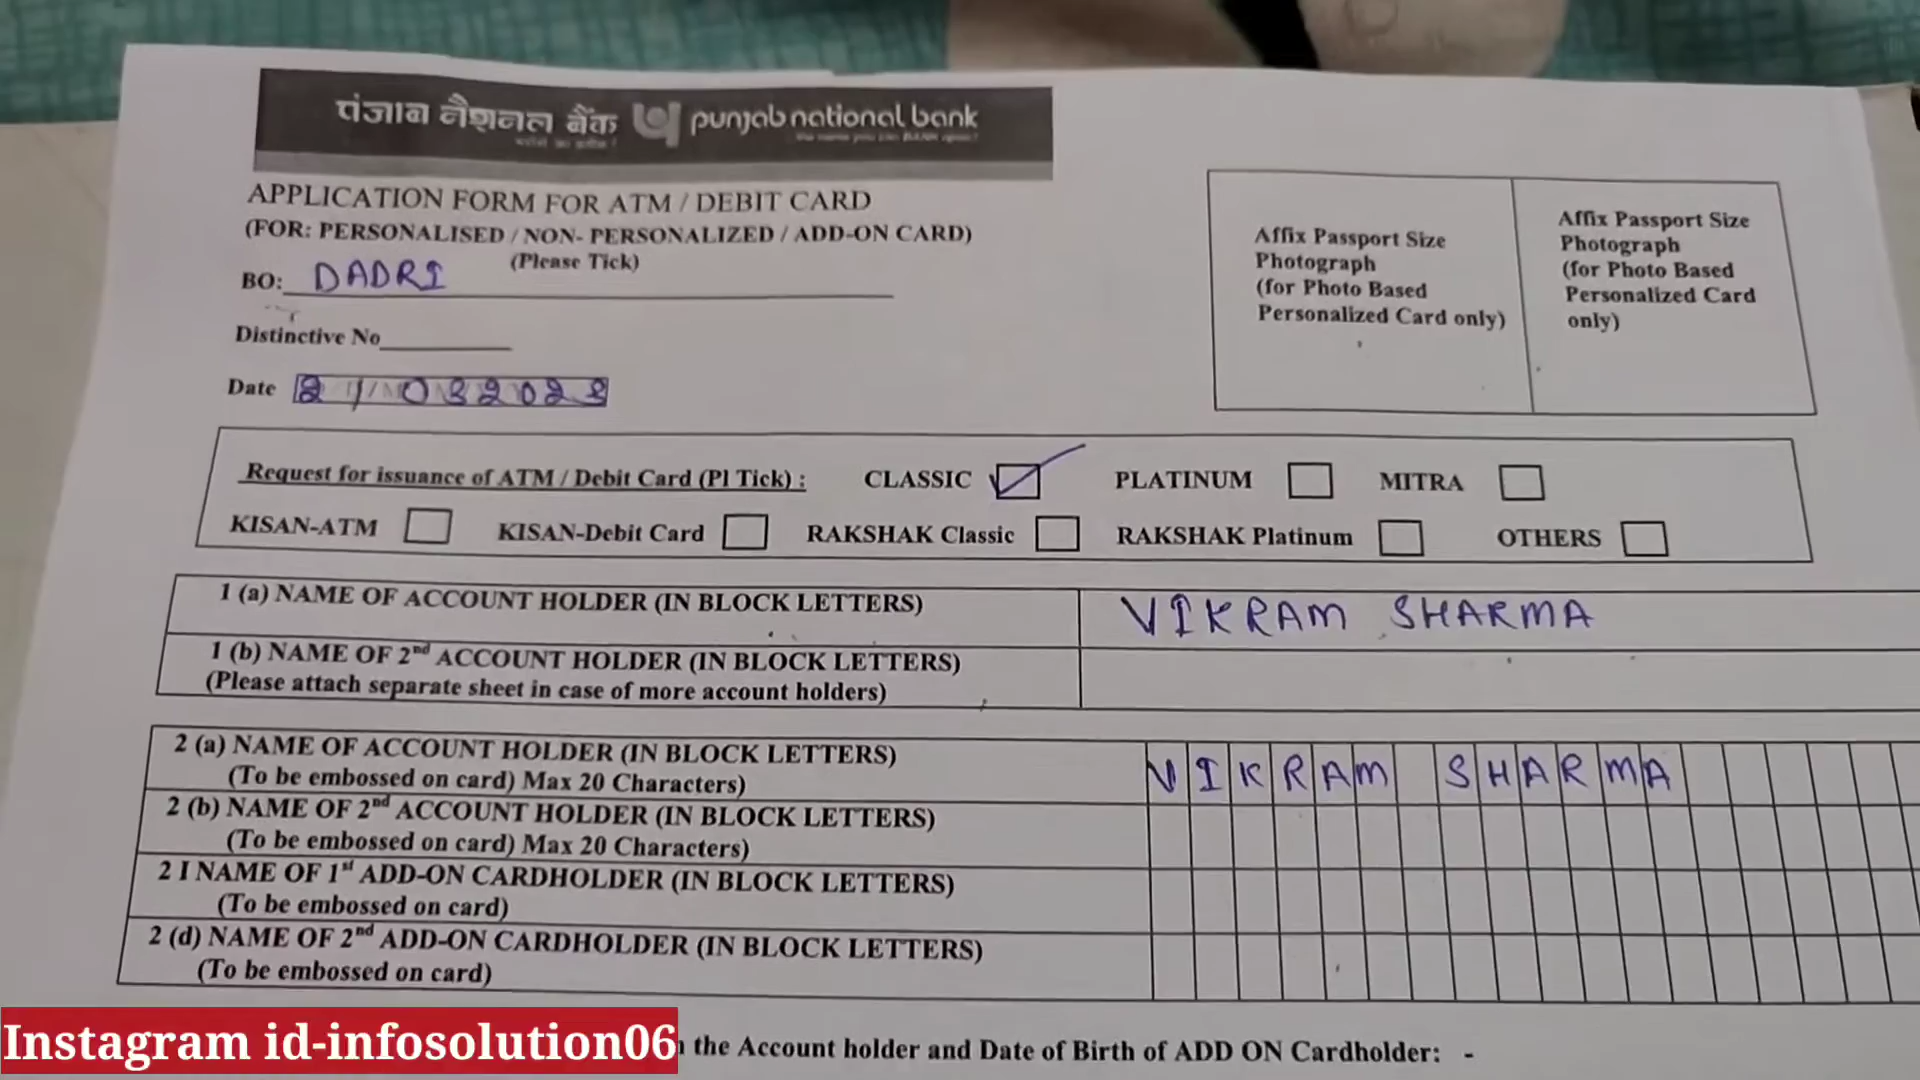 पंजाब नैशनल बैंक punjab national bank
APPLICATION FORM FOR ATM / DEBIT CARD
(FOR: PERSONALISED / NON- PERSONALIZED / ADD-ON CARD)
(Please Tick)
BO: DADRI
Distinctive No
Date 21032023
Affix Passport Size
Photograph
(for Photo Based
Personalized Card only)
Affix Passport Size
Photograph
(for Photo Based
Personalized Card
only)
Request for issuance of ATM / Debit Card (Pl Tick) : CLASSIC PLATINUM MITRA
KISAN-ATM KISAN-Debit Card RAKSHAK Classic RAKSHAK Platinum OTHERS
1 (a) NAME OF ACCOUNT HOLDER (IN BLOCK LETTERS) VIKRAM SHARMA
1 (b) NAME OF 2nd ACCOUNT HOLDER (IN BLOCK LETTERS)
(Please attach separate sheet in case of more account holders)
2 (a) NAME OF ACCOUNT HOLDER (IN BLOCK LETTERS) VIKRAM SHARMA
(To be embossed on card) Max 20 Characters)
2 (b) NAME OF 2nd ACCOUNT HOLDER (IN BLOCK LETTERS)
(To be embossed on card) Max 20 Characters)
2 I NAME OF 1st ADD-ON CARDHOLDER (IN BLOCK LETTERS)
(To be embossed on card)
2 (d) NAME OF 2nd ADD-ON CARDHOLDER (IN BLOCK LETTERS)
(To be embossed on card)
Instagram id-infosolution06 the Account holder and Date of Birth of ADD ON Cardholder: -